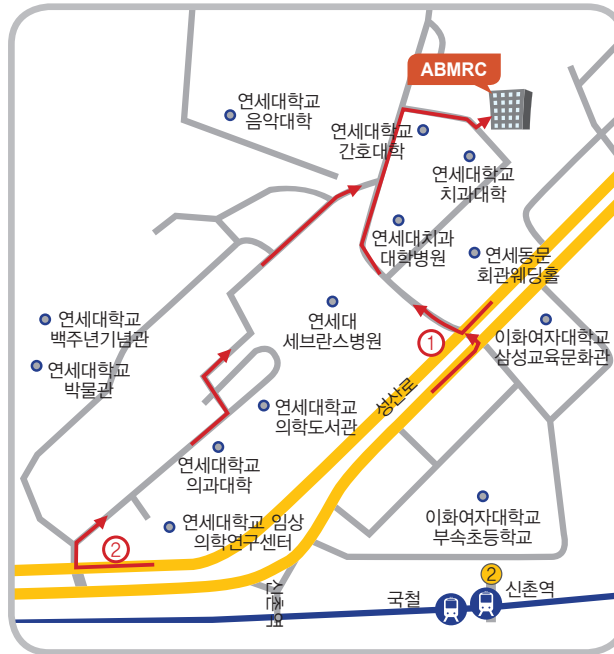 ABMRC
연세대학교
음악대학
연세대학교
간호대학
연세대학교
치과대학
연세대치과
대학병원
연세동문
회관웨딩홀
연세대학교
백주년기념관
연세대학교
박물관
연세대
세브란스병원
1
이화여자대학교
삼성교육문화관
성산로
연세대학교
의학도서관
연세대학교
의과대학
연세대학교 임상
의학연구센터
2
이화여자대학교
부속초등학교
신촌역
국철
2
신촌역